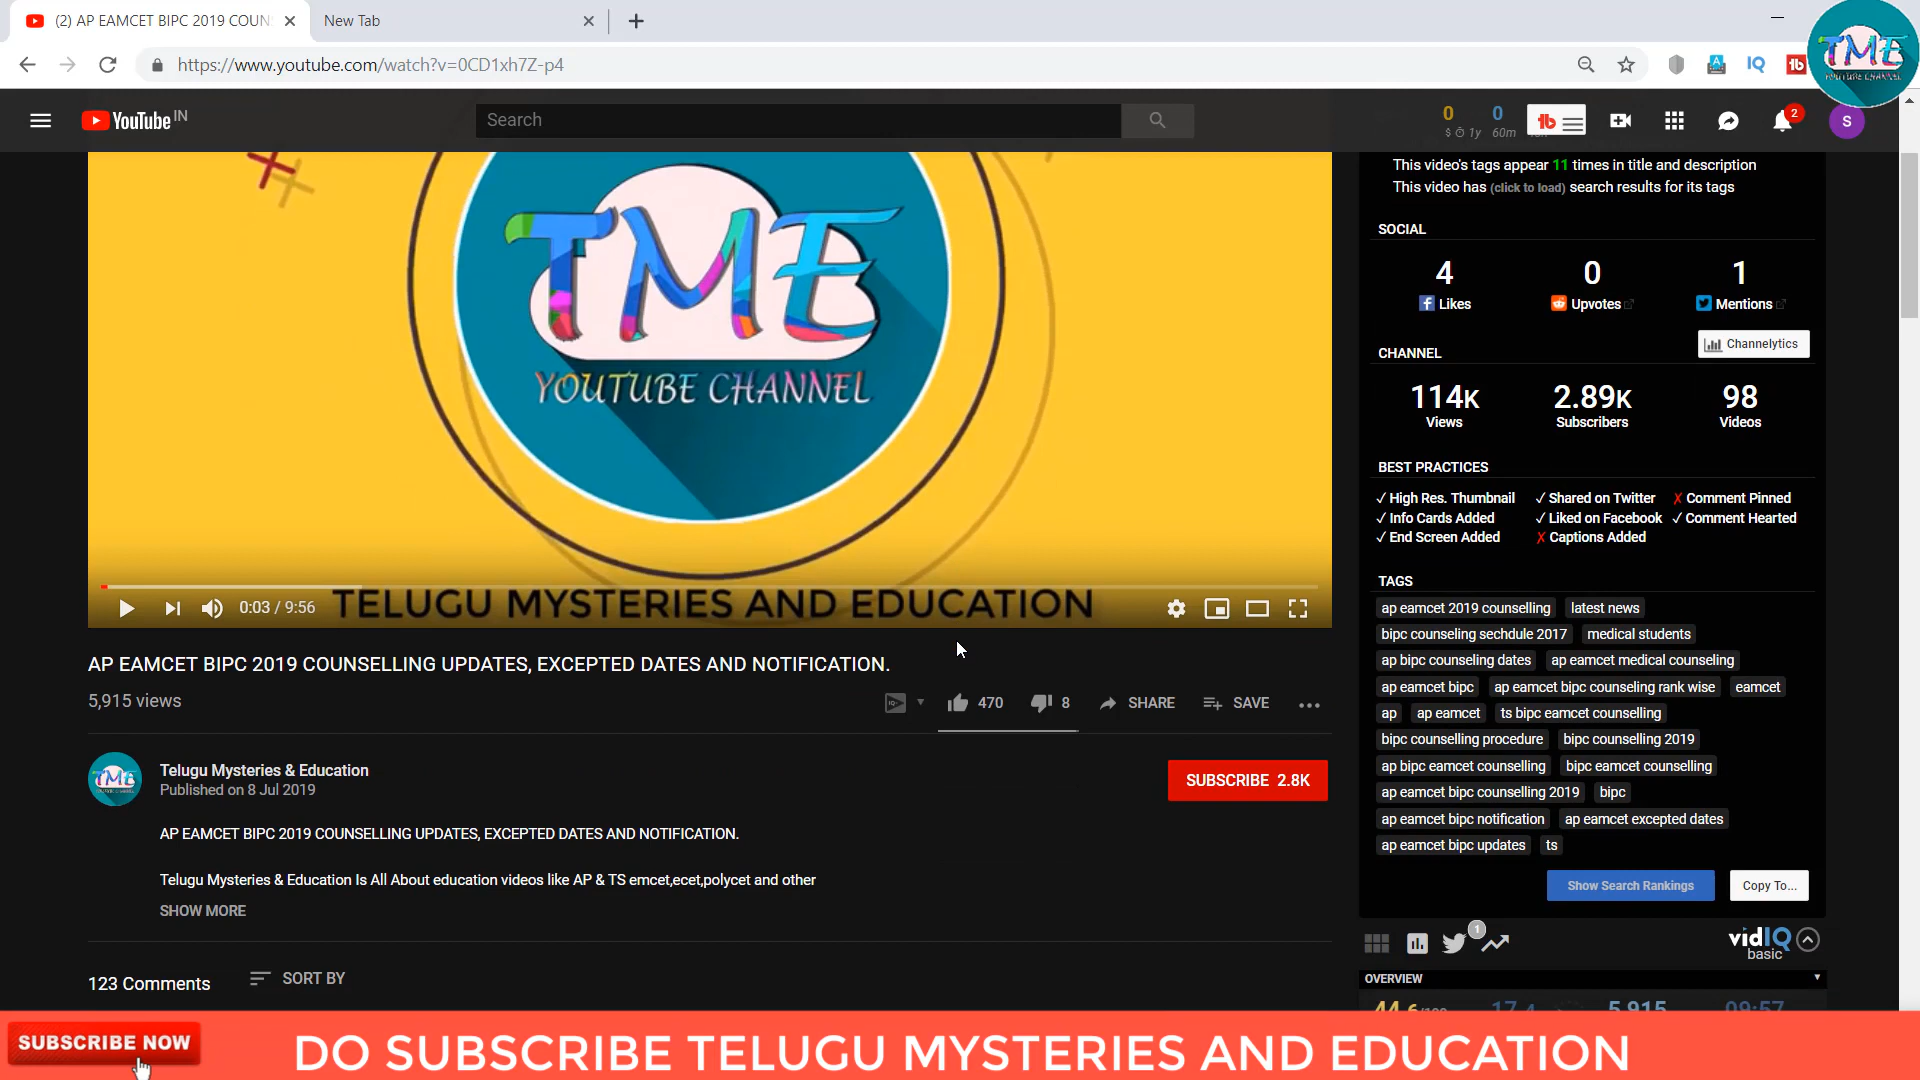 (2) AP EAMCET BIPC 2019 COUN
New Tab
https://www.youtube.com/watch?v=0CD1xh7Z-p4
IQ
TME
YOUTUBE CHANNEL
YouTube IN
Search
0
$ 1y
0
60m
2
S
TME
YOUTUBE CHANNEL
TELUGU MYSTERIES AND EDUCATION
0:03 / 9:56
AP EAMCET BIPC 2019 COUNSELLING UPDATES, EXCEPTED DATES AND NOTIFICATION.
5,915 views
470
8
SHARE
SAVE
TME
Telugu Mysteries & Education
Published on 8 Jul 2019
SUBSCRIBE 2.8K
AP EAMCET BIPC 2019 COUNSELLING UPDATES, EXCEPTED DATES AND NOTIFICATION.
Telugu Mysteries & Education Is All About education videos like AP & TS emcet,ecet,polycet and other
SHOW MORE
123 Comments
SORT BY
This video's tags appear 11 times in title and description
This video has (click to load) search results for its tags
SOCIAL
4 0 1
Likes Upvotes Mentions
CHANNEL
Channelytics
114K 2.89K 98
Views Subscribers Videos
BEST PRACTICES
✓ High Res. Thumbnail ✓ Shared on Twitter ✗ Comment Pinned
✓ Info Cards Added ✓ Liked on Facebook ✓ Comment Hearted
✓ End Screen Added ✗ Captions Added
TAGS
ap eamcet 2019 counselling latest news
bipc counseling sechdule 2017 medical students
ap bipc counseling dates ap eamcet medical counseling
ap eamcet bipc ap eamcet bipc counseling rank wise eamcet
ap ap eamcet ts bipc eamcet counselling
bipc counselling procedure bipc counselling 2019
ap bipc eamcet counselling bipc eamcet counselling
ap eamcet bipc counselling 2019 bipc
ap eamcet bipc notification ap eamcet excepted dates
ap eamcet bipc updates ts
Show Search Rankings
Copy To...
1
vidIQ
basic
OVERVIEW
44.6/100 17.4 5,915 09:57
SUBSCRIBE NOW
DO SUBSCRIBE TELUGU MYSTERIES AND EDUCATION